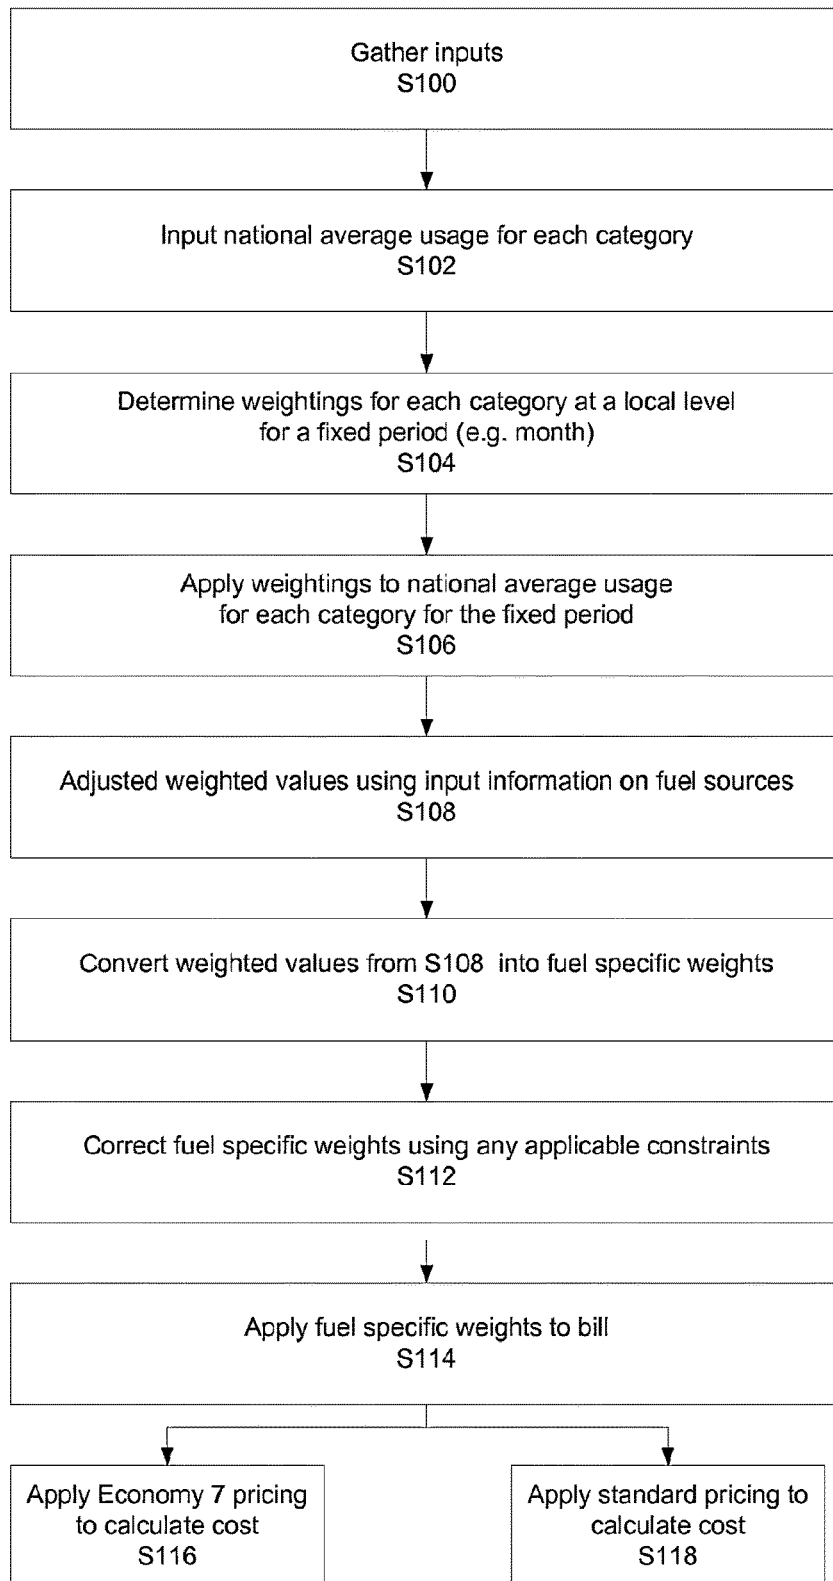 Gather inputs
S100
Input national average usage for each category
S102
Determine weightings for each category at a local level
for a fixed period (e.g. month)
S104
Apply weightings to national average usage
for each category for the fixed period
S106
Adjusted weighted values using input information on fuel sources
S108
Convert weighted values from S108 into fuel specific weights
S110
Correct fuel specific weights using any applicable constraints
S112
Apply fuel specific weights to bill
S114
Apply Economy 7 pricing
to calculate cost
S116
Apply standard pricing to
calculate cost
S118